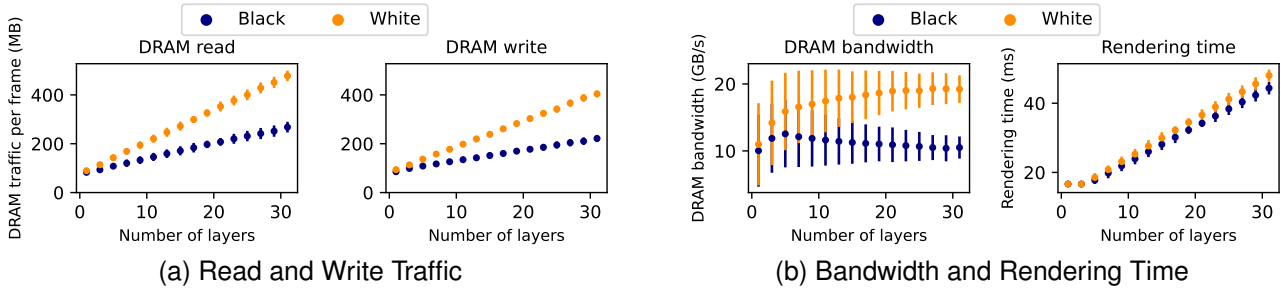 Black White
DRAM read
DRAM write
DRAM traffic per frame (MB)
400
200
0
0 10 20 30
Number of layers
400
200
0
0 10 20 30
Number of layers
(a) Read and Write Traffic
Black White
DRAM bandwidth
Rendering time
DRAM bandwidth (GB/s)
20
10
0 10 20 30
Number of layers
Rendering time (ms)
40
20
0 10 20 30
Number of layers
(b) Bandwidth and Rendering Time